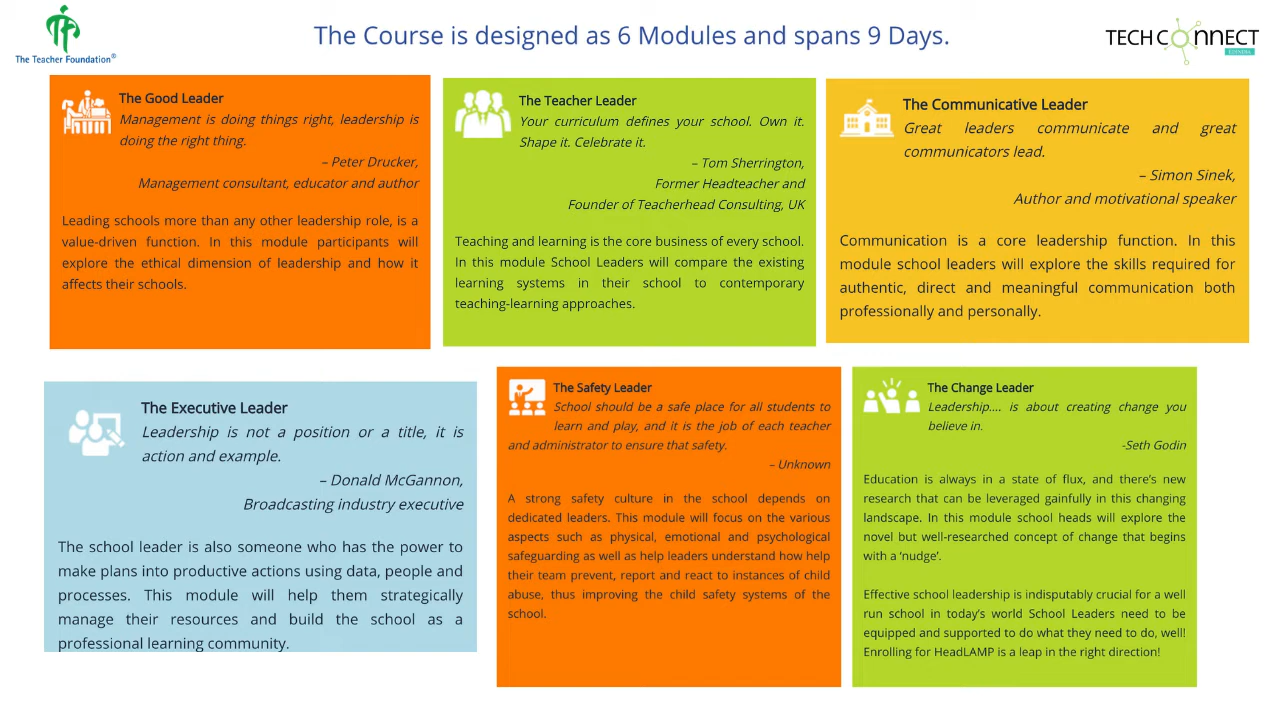 The Teacher Foundation®
The Course is designed as 6 Modules and spans 9 Days.
TECH CONNECT
The Good Leader
Management is doing things right, leadership is
doing the right thing.
– Peter Drucker,
Management consultant, educator and author
Leading schools more than any other leadership role, is a
value-driven function. In this module participants will
explore the ethical dimension of leadership and how it
affects their schools.
The Teacher Leader
Your curriculum defines your school. Own it.
Shape it. Celebrate it.
– Tom Sherrington,
Former Headteacher and
Founder of Teacherhead Consulting, UK
Teaching and learning is the core business of every school.
In this module School Leaders will compare the existing
learning systems in their school to contemporary
teaching-learning approaches.
The Communicative Leader
Great leaders communicate and great
communicators lead.
– Simon Sinek,
Author and motivational speaker
Communication is a core leadership function. In this
module school leaders will explore the skills required for
authentic, direct and meaningful communication both
professionally and personally.
The Executive Leader
Leadership is not a position or a title, it is
action and example.
– Donald McGannon,
Broadcasting industry executive
The school leader is also someone who has the power to
make plans into productive actions using data, people and
processes. This module will help them strategically
manage their resources and build the school as a
professional learning community.
The Safety Leader
School should be a safe place for all students to
learn and play, and it is the job of each teacher
and administrator to ensure that safety.
– Unknown
A strong safety culture in the school depends on
dedicated leaders. This module will focus on the various
aspects such as physical, emotional and psychological
safeguarding as well as help leaders understand how help
their team prevent, report and react to instances of child
abuse, thus improving the child safety systems of the
school.
The Change Leader
Leadership.... is about creating change you
believe in.
-Seth Godin
Education is always in a state of flux, and there's new
research that can be leveraged gainfully in this changing
landscape. In this module school heads will explore the
novel but well-researched concept of change that begins
with a 'nudge'.
Effective school leadership is indisputably crucial for a well
run school in today's world School Leaders need to be
equipped and supported to do what they need to do, well!
Enrolling for HeadLAMP is a leap in the right direction!